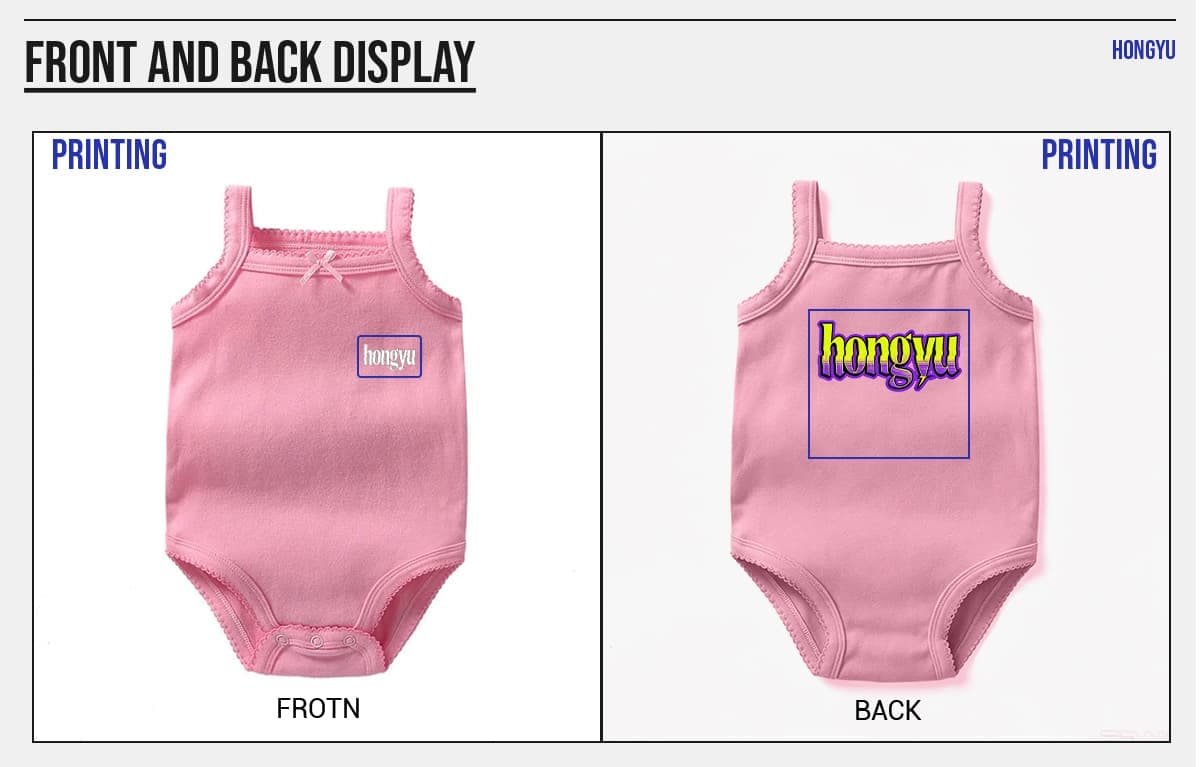 FRONT AND BACK DISPLAY
HONGYU
PRINTING
PRINTING
hongyu
hongyu
FROTN
BACK